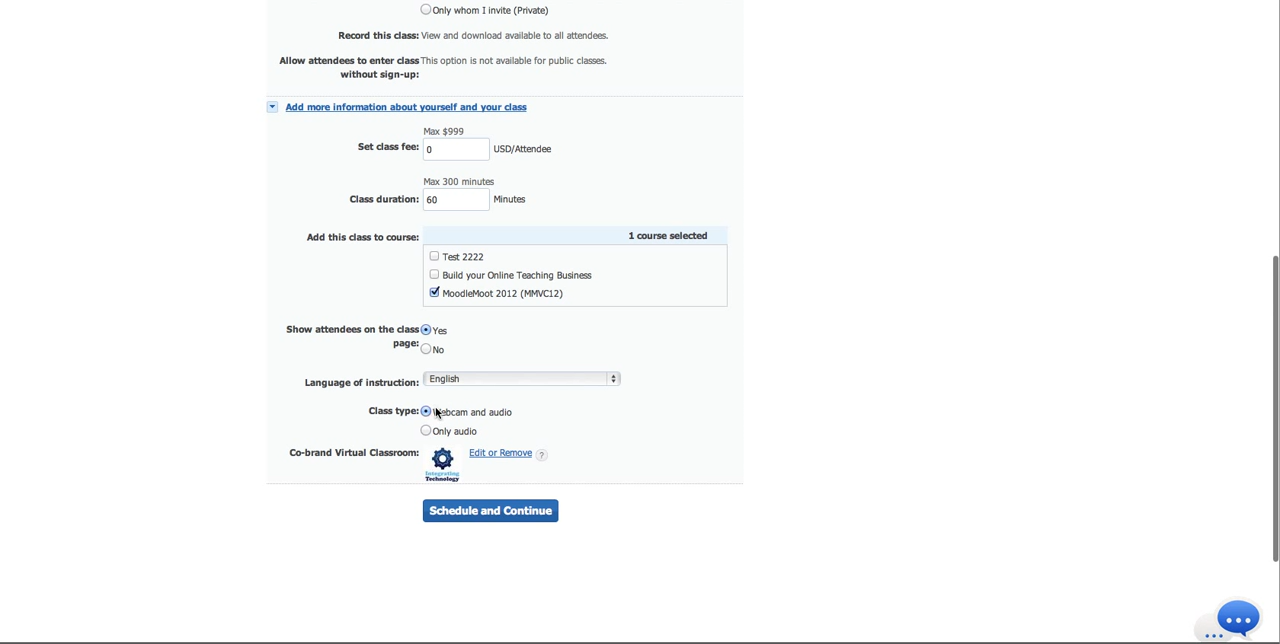 Only whom I invite (Private)
Record this class: View and download available to all attendees.
Allow attendees to enter class This option is not available for public classes.
without sign-up:
Add more information about yourself and your class
Max $999
Set class fee: 0 USD/Attendee
Max 300 minutes
Class duration: 60 Minutes
Add this class to course: 1 course selected
Test 2222
Build your Online Teaching Business
MoodleMoot 2012 (MMVC12)
Show attendees on the class Yes
page: No
Language of instruction: English
Class type: Webcam and audio
Only audio
Co-brand Virtual Classroom: Edit or Remove ?
Integrating
Technology
Schedule and Continue